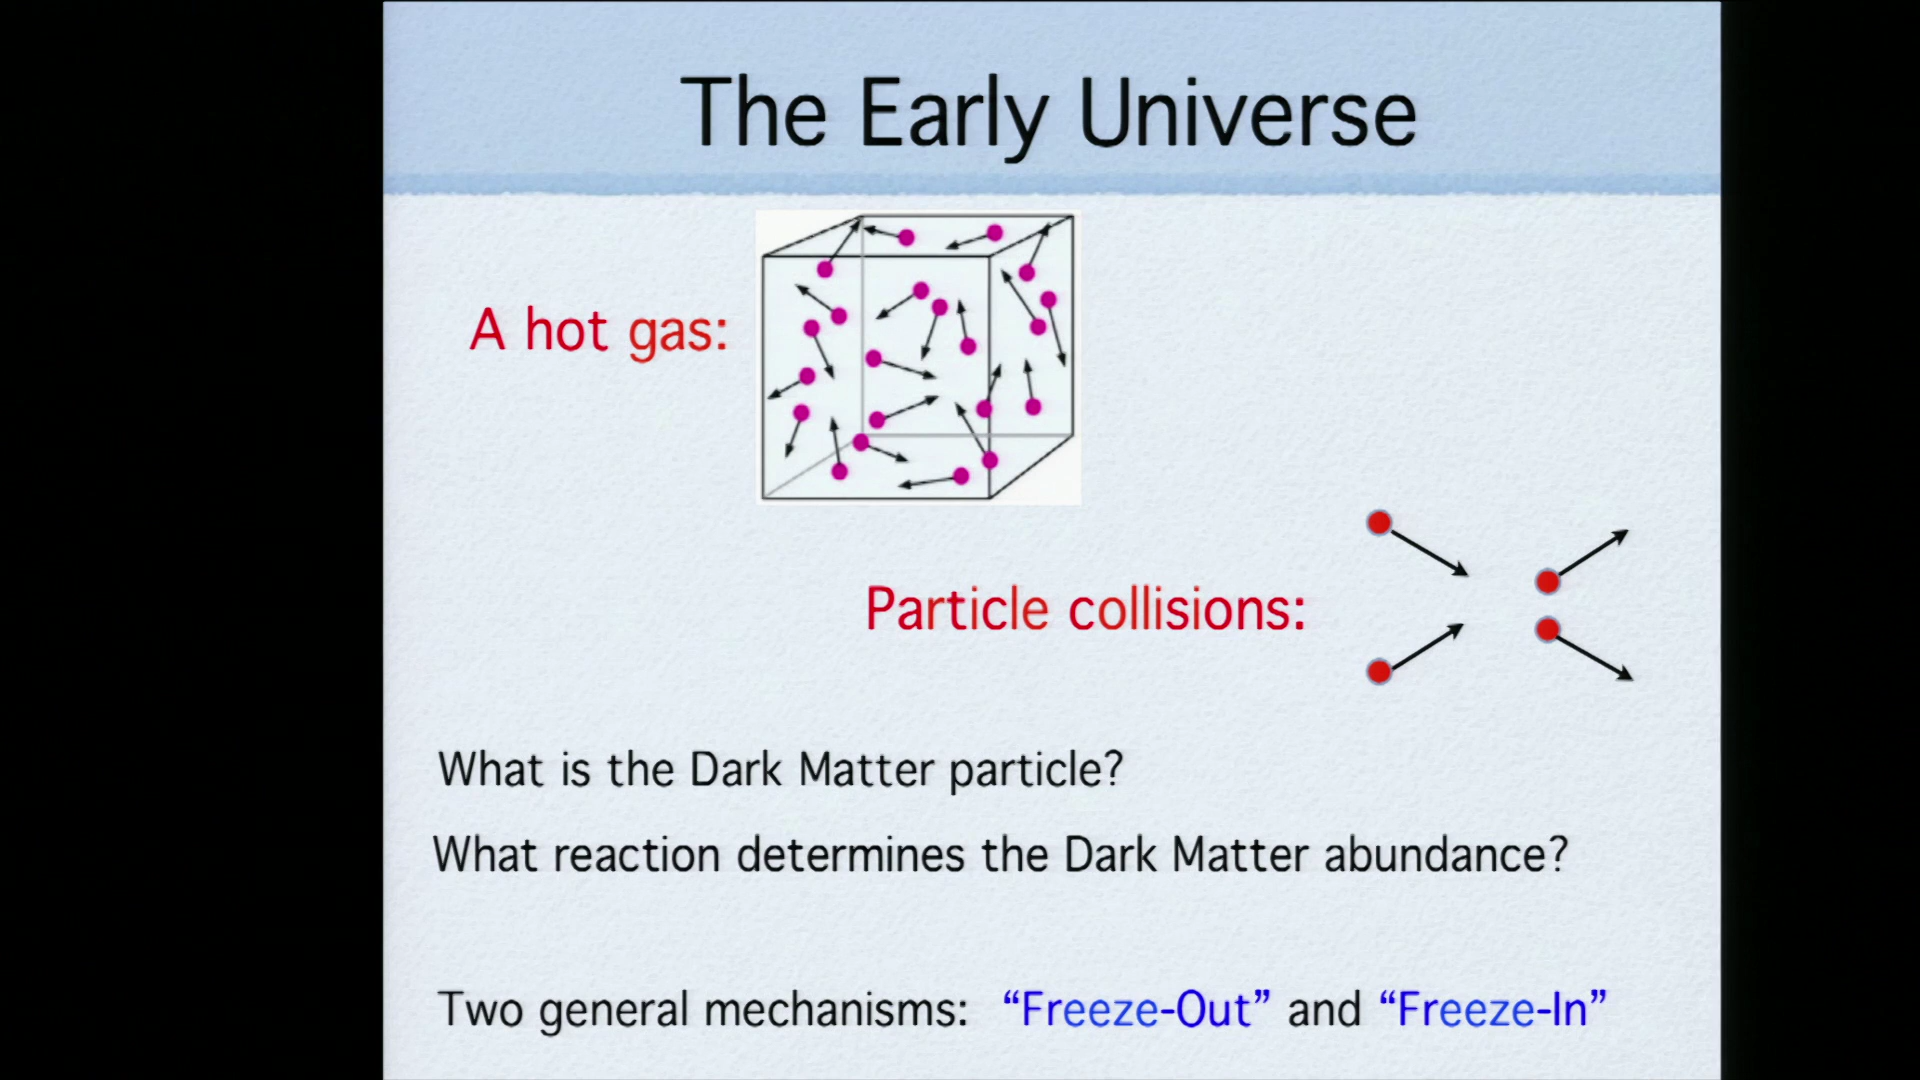 The Early Universe
A hot gas:
Particle collisions:
What is the Dark Matter particle?
What reaction determines the Dark Matter abundance?
Two general mechanisms: “Freeze-Out” and “Freeze-In”